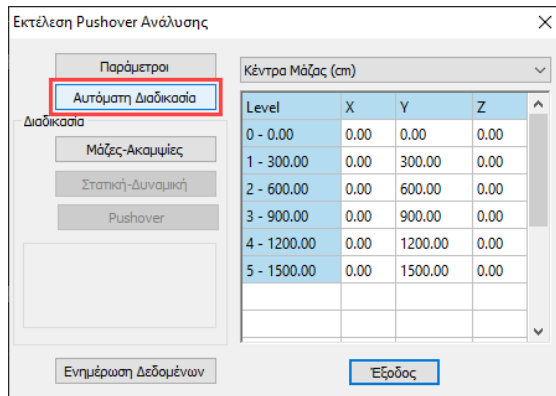 Εκτέλεση Pushover Ανάλυσης
Παράμετροι
Αυτόματη Διαδικασία
Διαδικασία
Μάζες-Ακαμψίες
Στατική-Δυναμική
Pushover
Ενημέρωση Δεδομένων
Κέντρα Μάζας (cm)
Level X Y Z
0 - 0.00 0.00 0.00 0.00
1 - 300.00 0.00 300.00 0.00
2 - 600.00 0.00 600.00 0.00
3 - 900.00 0.00 900.00 0.00
4 - 1200.00 0.00 1200.00 0.00
5 - 1500.00 0.00 1500.00 0.00
Έξοδος